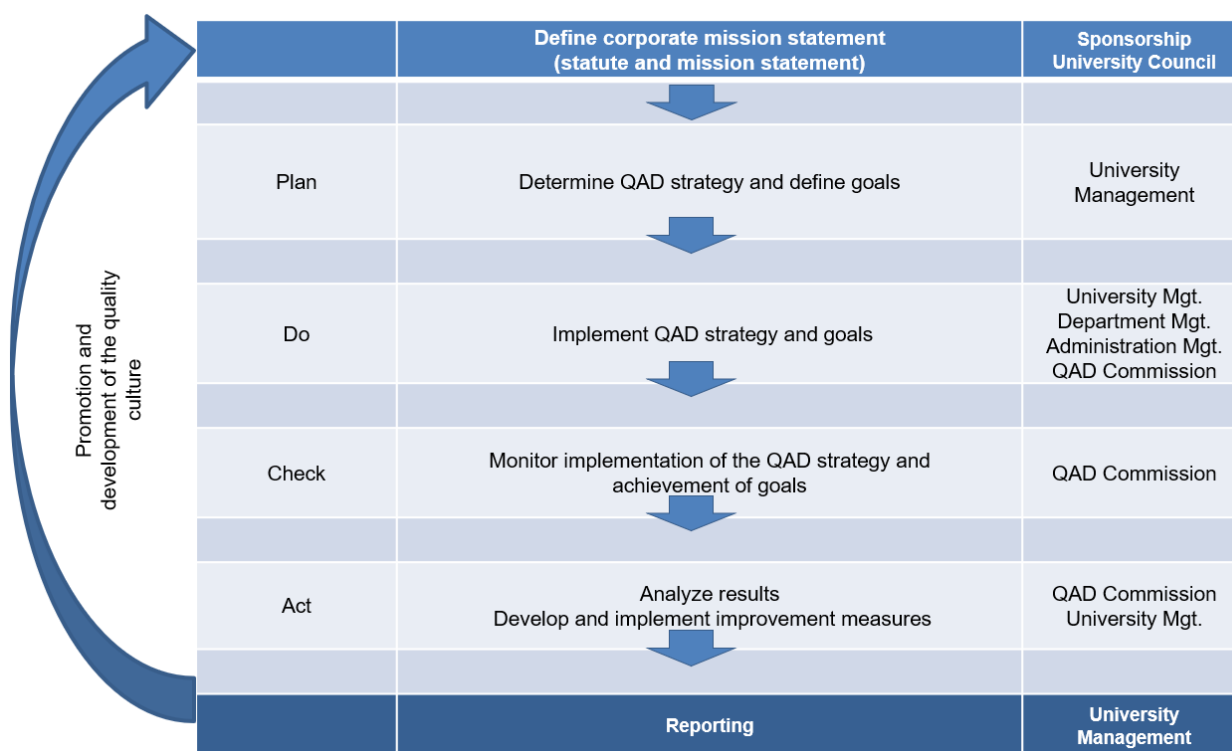 Define corporate mission statement
(statute and mission statement)
Sponsorship
University Council
Plan
Determine QAD strategy and define goals
University
Management
Do
Implement QAD strategy and goals
University Mgt.
Department Mgt.
Administration Mgt.
QAD Commission
Check
Monitor implementation of the QAD strategy and
achievement of goals
QAD Commission
Act
Analyze results
Develop and implement improvement measures
QAD Commission
University Mgt.
Reporting
University
Management
Promotion and
development of the quality
culture